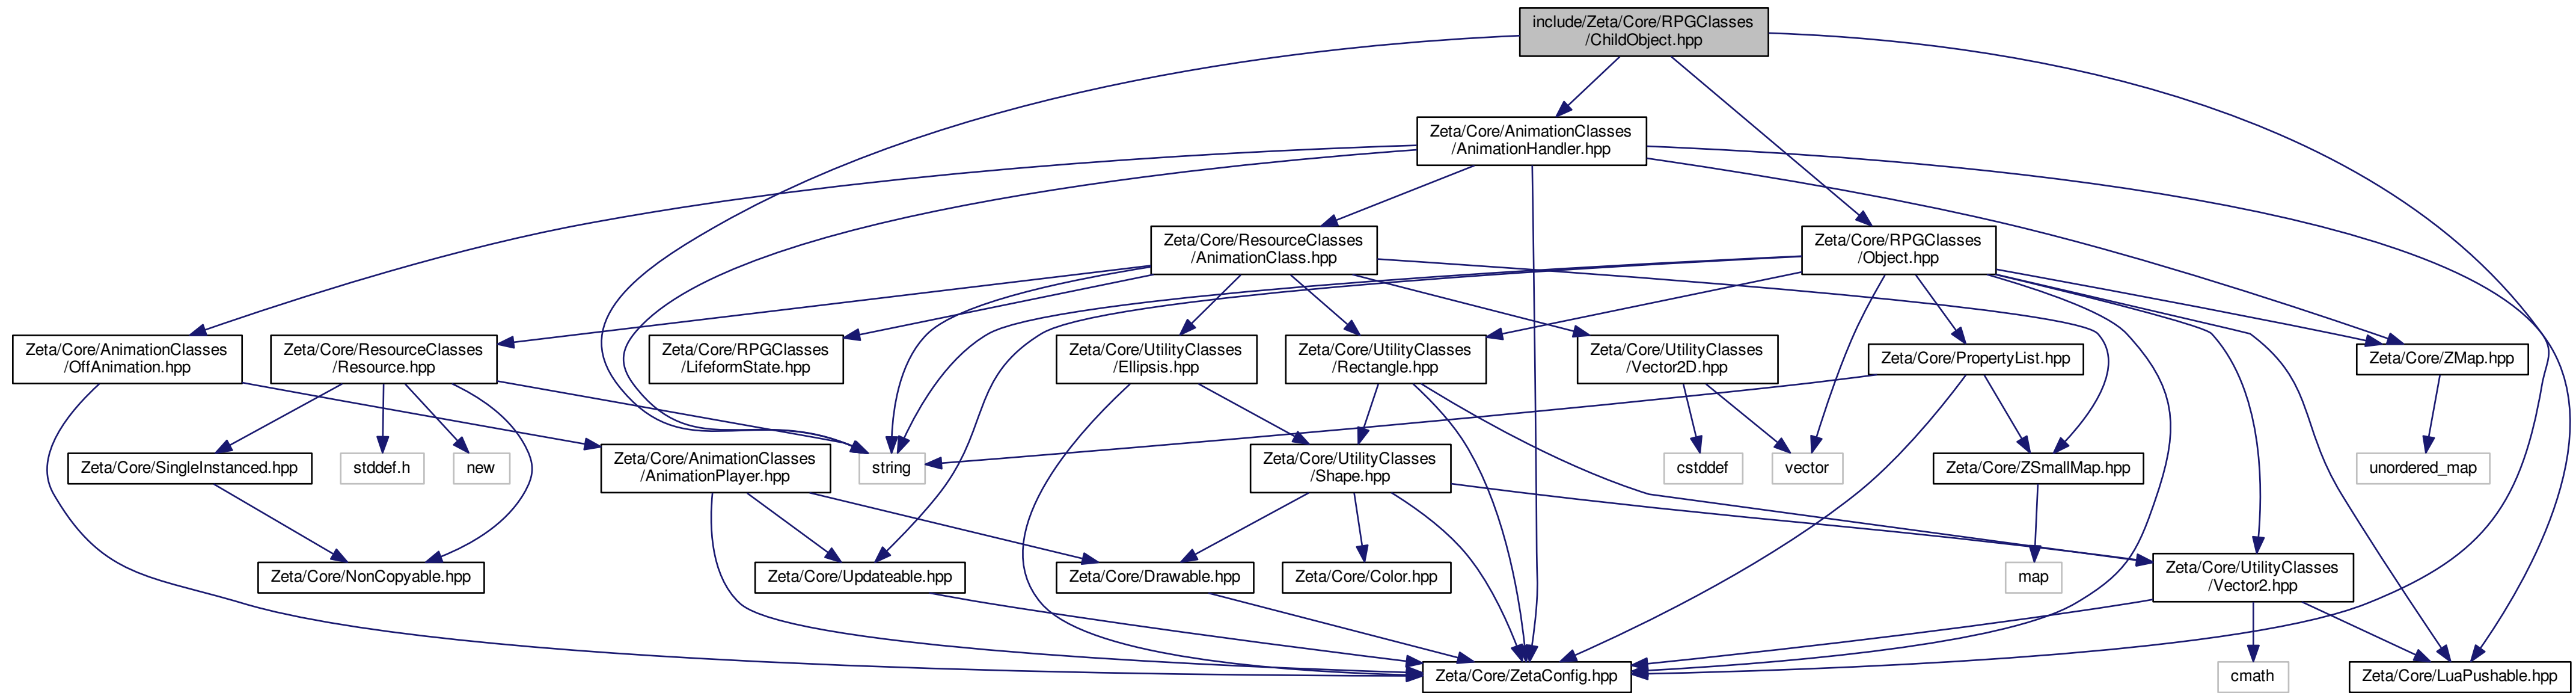 include/Zeta/Core/RPGClasses
/ChildObject.hpp
Zeta/Core/AnimationClasses
/AnimationHandler.hpp
Zeta/Core/ResourceClasses
/AnimationClass.hpp
Zeta/Core/RPGClasses
/Object.hpp
Zeta/Core/AnimationClasses
/OffAnimation.hpp
Zeta/Core/ResourceClasses
/Resource.hpp
Zeta/Core/RPGClasses
/LifeformState.hpp
Zeta/Core/UtilityClasses
/Ellipsis.hpp
Zeta/Core/UtilityClasses
/Rectangle.hpp
Zeta/Core/UtilityClasses
/Vector2D.hpp
Zeta/Core/PropertyList.hpp
Zeta/Core/ZMap.hpp
Zeta/Core/SingleInstanced.hpp
stddef.h
new
Zeta/Core/AnimationClasses
/AnimationPlayer.hpp
string
Zeta/Core/UtilityClasses
/Shape.hpp
cstddef
vector
Zeta/Core/ZSmallMap.hpp
unordered_map
Zeta/Core/NonCopyable.hpp
Zeta/Core/Updateable.hpp
Zeta/Core/Drawable.hpp
Zeta/Core/Color.hpp
map
Zeta/Core/UtilityClasses
/Vector2.hpp
Zeta/Core/ZetaConfig.hpp
cmath
Zeta/Core/LuaPushable.hpp